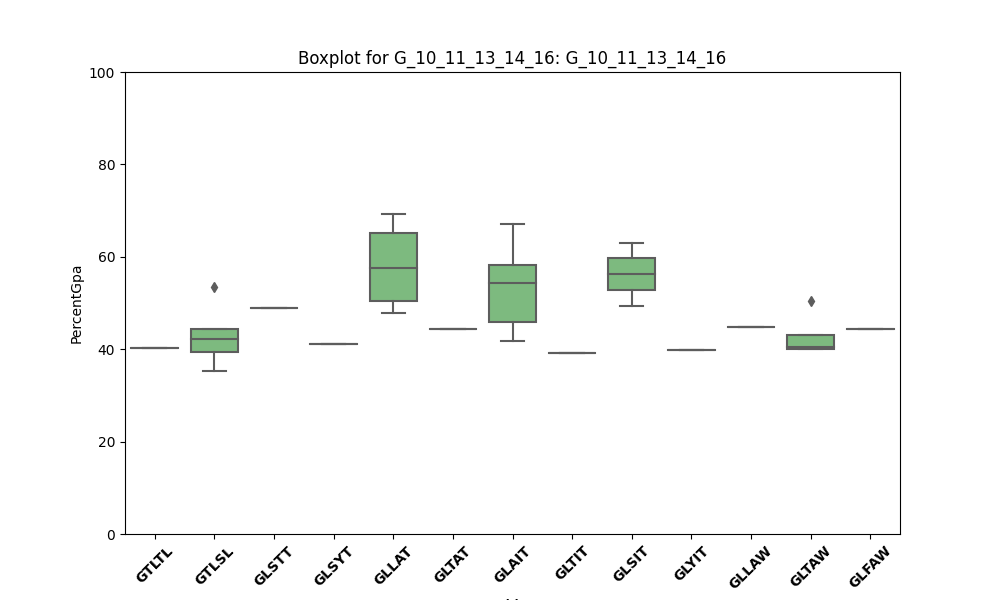 Boxplot for G_10_11_13_14_16: G_10_11_13_14_16
100
80
60
40
20
0
PercentGpa
GTLTL
GTLSL
GLSTT
GLSYT
GLLAT
GLTAT
GLAIT
GLTIT
GLSIT
GLYIT
GLLAW
GLTAW
GLFAW